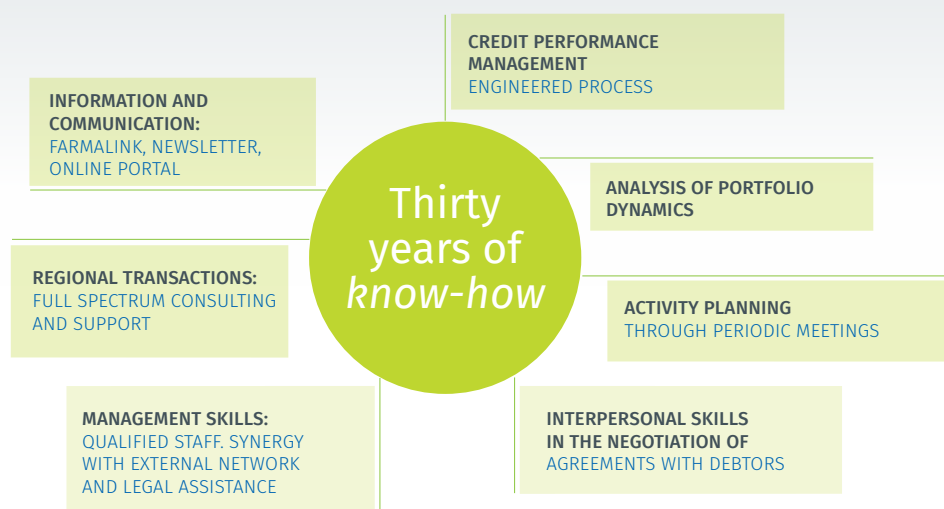 CREDIT PERFORMANCE
MANAGEMENT
ENGINEERED PROCESS
INFORMATION AND
COMMUNICATION:
FARMALINK, NEWSLETTER,
ONLINE PORTAL
Thirty
years of
know-how
ANALYSIS OF PORTFOLIO
DYNAMICS
REGIONAL TRANSACTIONS:
FULL SPECTRUM CONSULTING
AND SUPPORT
ACTIVITY PLANNING
THROUGH PERIODIC MEETINGS
MANAGEMENT SKILLS:
QUALIFIED STAFF. SYNERGY
WITH EXTERNAL NETWORK
AND LEGAL ASSISTANCE
INTERPERSONAL SKILLS
IN THE NEGOTIATION OF
AGREEMENTS WITH DEBTORS